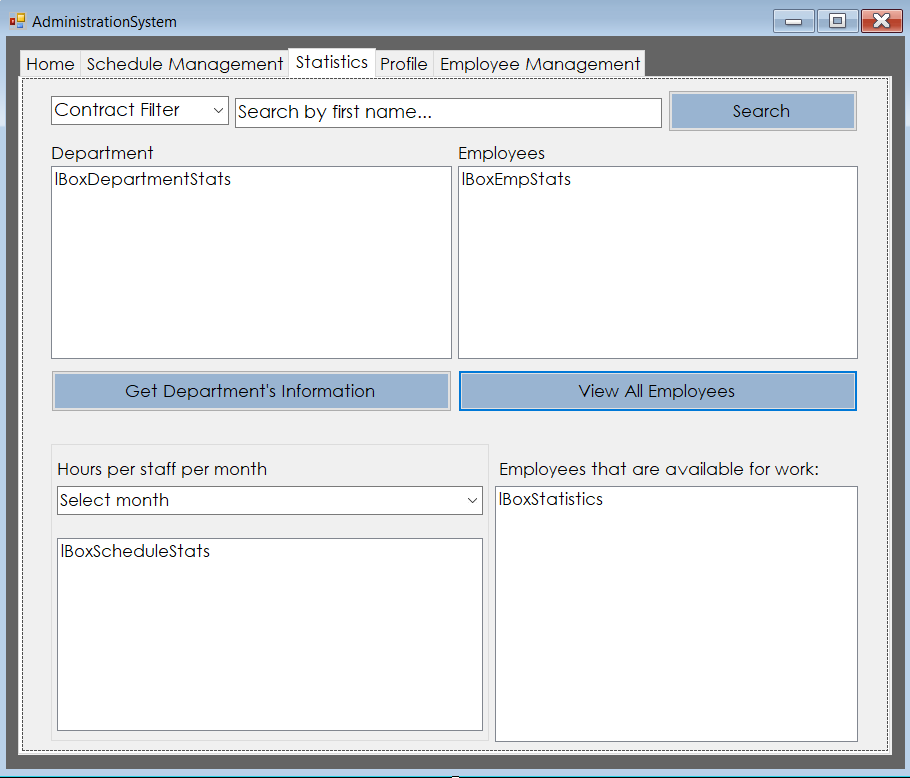 AdministrationSystem
Home Schedule Management Statistics Profile Employee Management
Contract Filter Search by first name... Search
Department Employees
lBoxDepartmentStats lBoxEmpStats
Get Department's Information View All Employees
Hours per staff per month Employees that are available for work:
Select month lBoxStatistics
lBoxScheduleStats